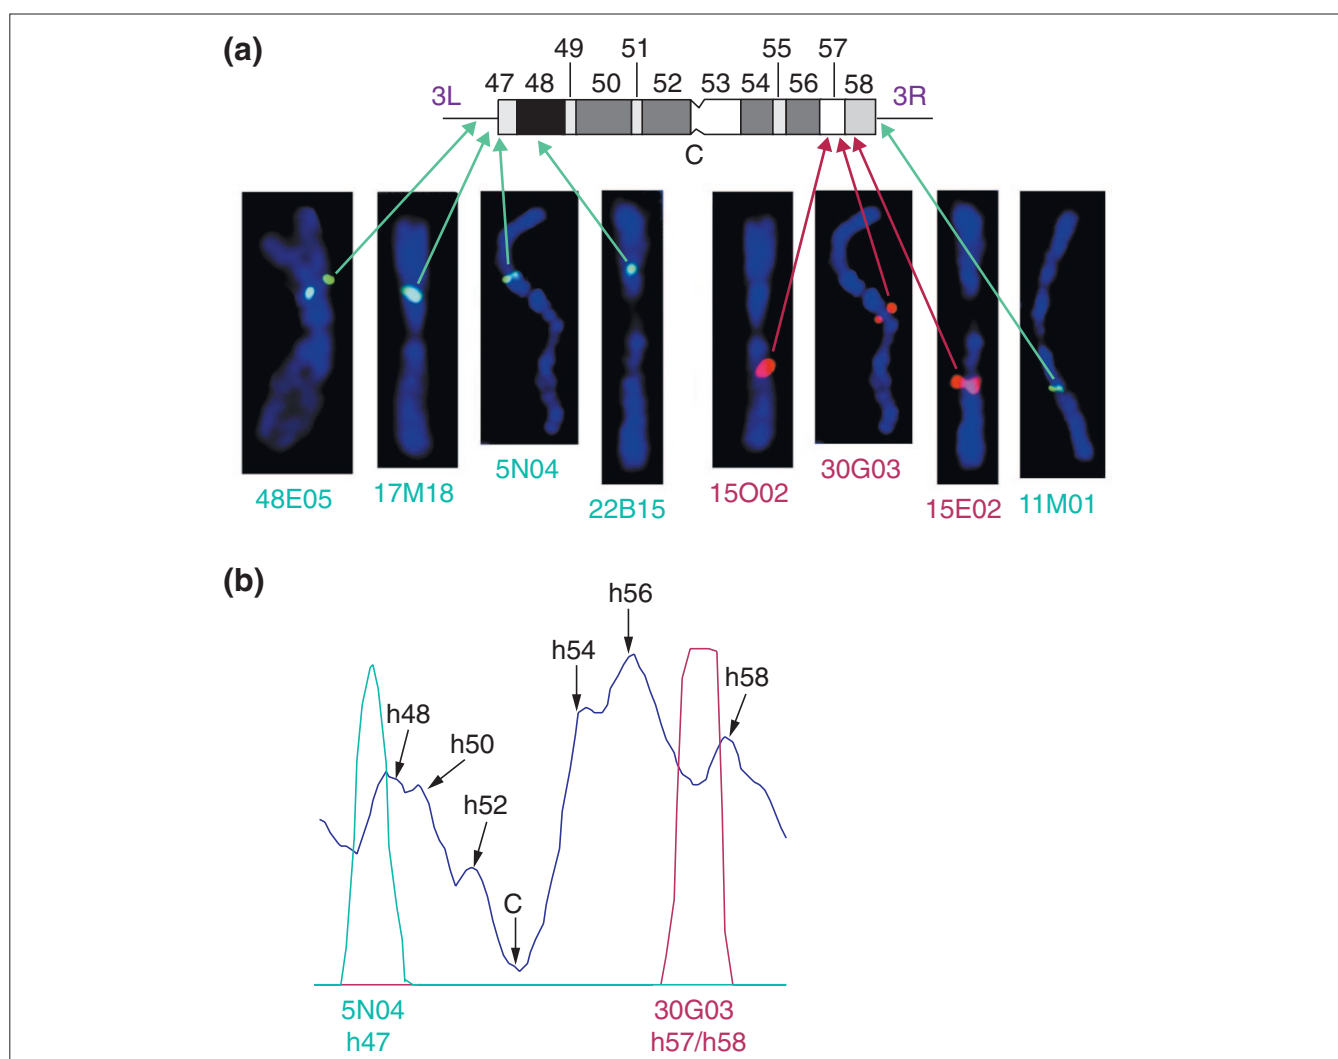 (a)
49 51 55 57
47 48 50 52 53 54 56 58
3L 3R
C
48E05 17M18 5N04 22B15 15O02 30G03 15E02 11M01
(b)
h56
h54
h58
h48
h50
h52
C
5N04 30G03
h47 h57/h58